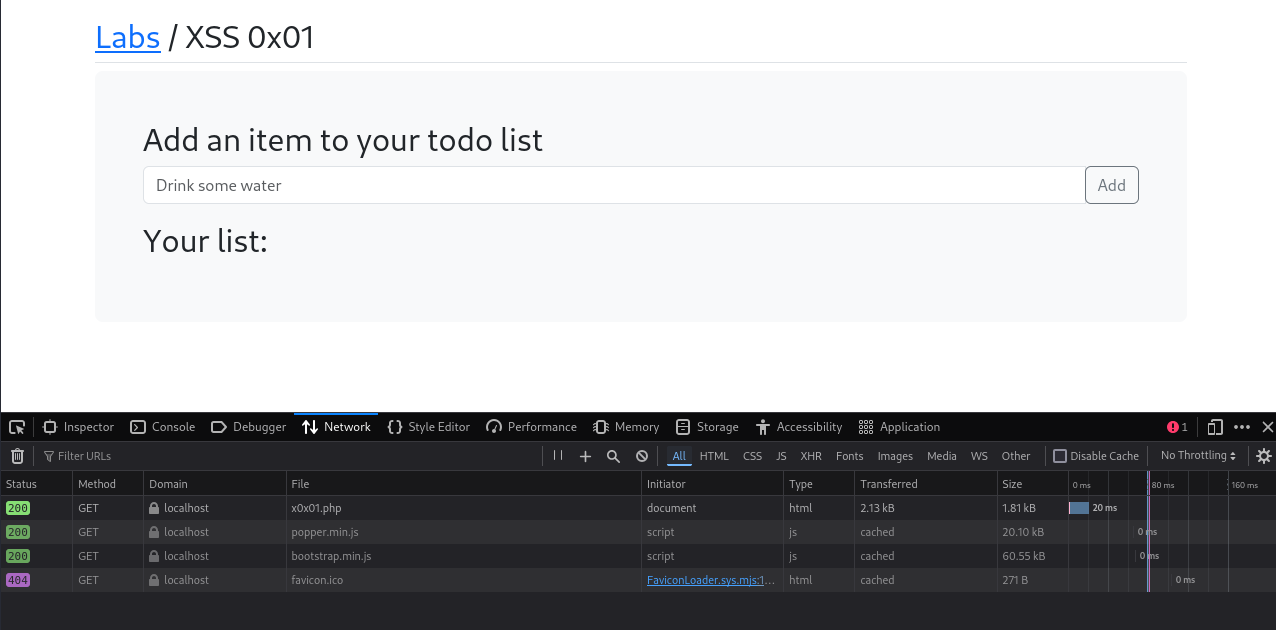 Labs / XSS 0x01
Add an item to your todo list
Drink some water Add
Your list:
Inspector Console Debugger Network Style Editor Performance Memory Storage Accessibility Application 1
Filter URLs All HTML CSS JS XHR Fonts Images Media WS Other Disable Cache No Throttling
Status Method Domain File Initiator Type Transferred Size 0 ms 80 ms 160 ms
200 GET localhost x0x01.php document html 2.13 kB 1.81 kB 20 ms
200 GET localhost popper.min.js script js cached 20.10 kB 0 ms
200 GET localhost bootstrap.min.js script js cached 60.55 kB 0 ms
404 GET localhost favicon.ico FaviconLoader.sys.mjs:1... html cached 271 B 0 ms